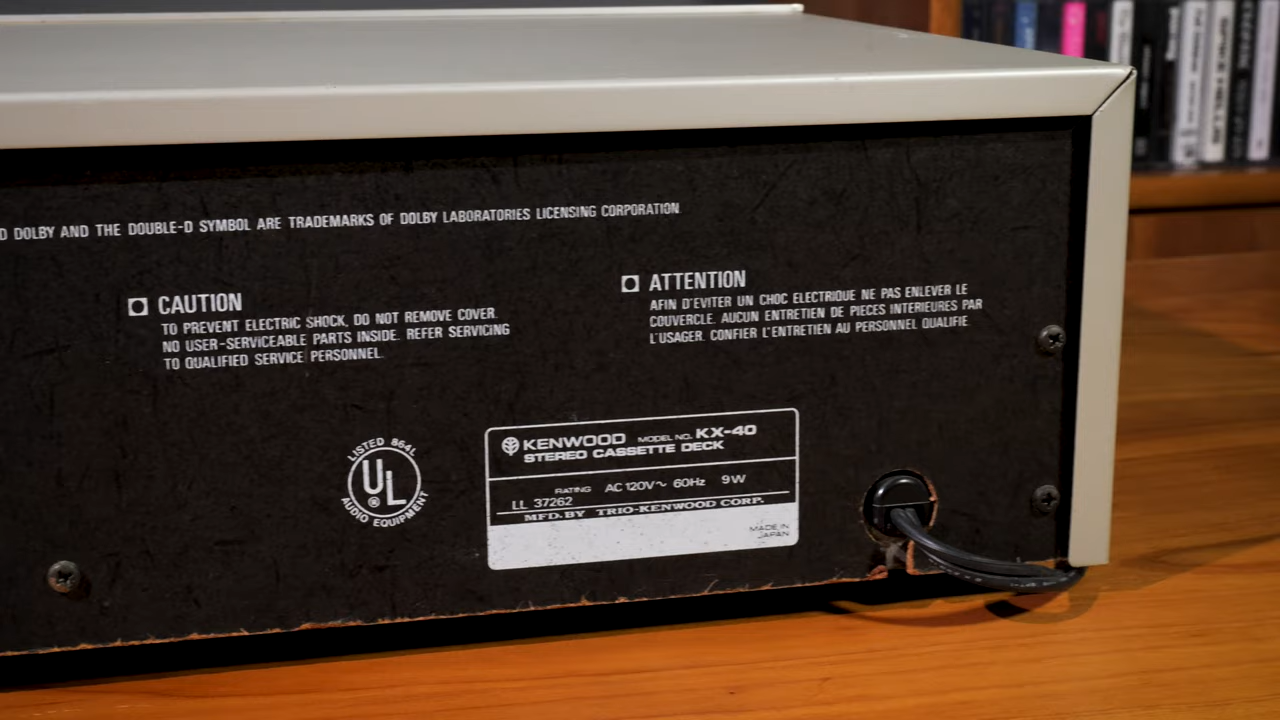 D DOLBY AND THE DOUBLE-D SYMBOL ARE TRADEMARKS OF DOLBY LABORATORIES LICENSING CORPORATION
CAUTION
TO PREVENT ELECTRIC SHOCK, DO NOT REMOVE COVER.
NO USER-SERVICEABLE PARTS INSIDE. REFER SERVICING
TO QUALIFIED SERVICE PERSONNEL.
ATTENTION
AFIN D'EVITER UN CHOC ELECTRIQUE NE PAS ENLEVER LE
COUVERCLE. AUCUN ENTRETIEN DE PIECES INTERIEURES PAR
L'USAGER. CONFIER L'ENTRETIEN AU PERSONNEL QUALIFIE.
LISTED 864L
UL
®
AUDIO EQUIPMENT
KENWOOD MODEL NO. KX-40
STEREO CASSETTE DECK
RATING AC 120V~ 60Hz 9W
LL 37262
MFD. BY TRIO-KENWOOD CORP.
MADE IN
JAPAN